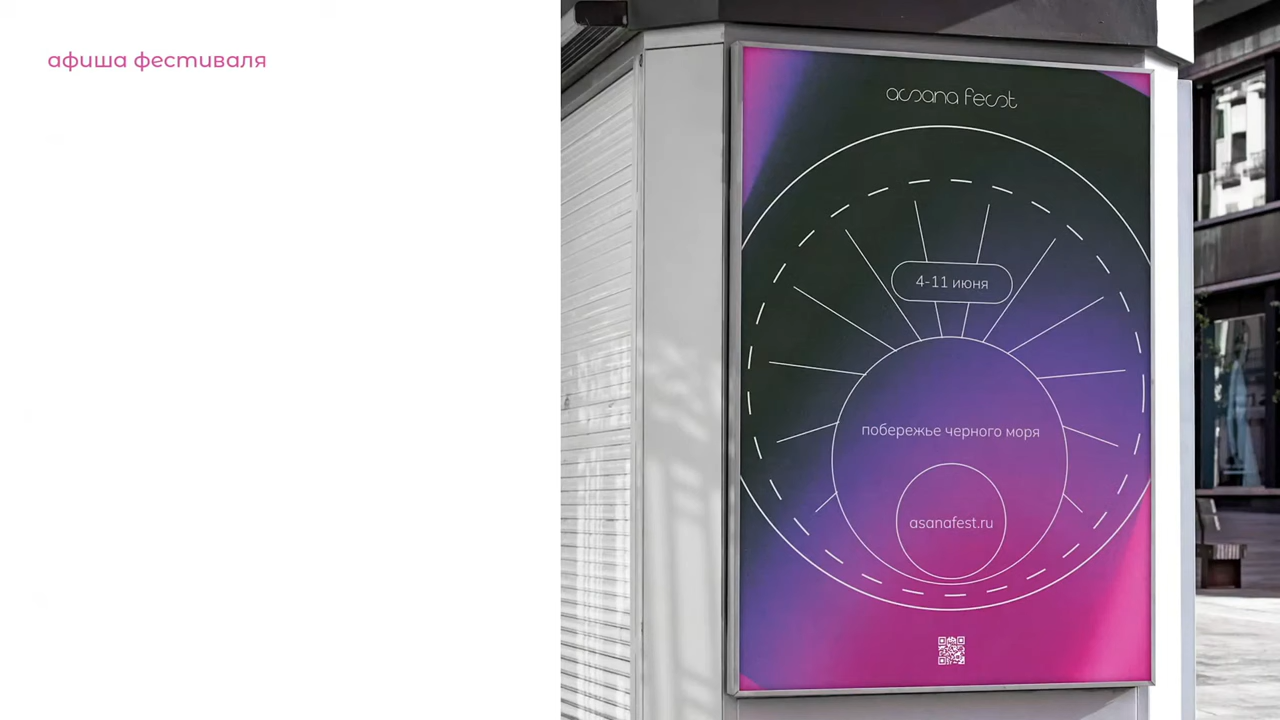 афиша фестиваля
asana fest
4-11 июня
побережье черного моря
asanafest.ru